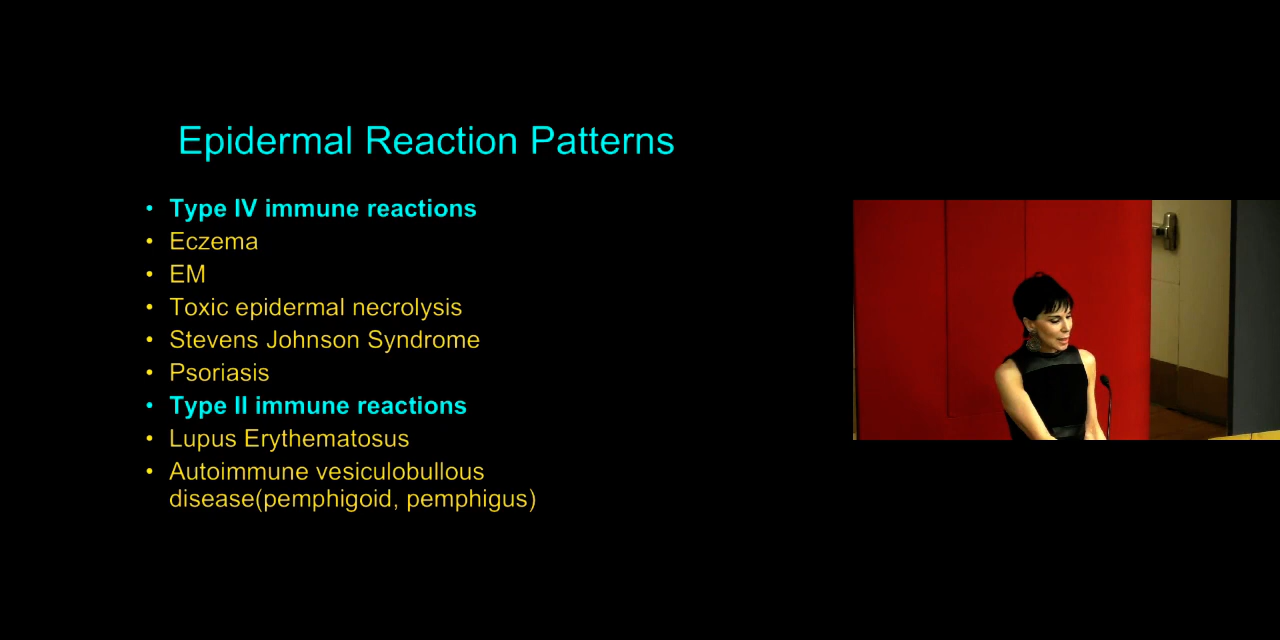 Epidermal Reaction Patterns
• Type IV immune reactions
• Eczema
• EM
• Toxic epidermal necrolysis
• Stevens Johnson Syndrome
• Psoriasis
• Type II immune reactions
• Lupus Erythematosus
• Autoimmune vesiculobullous
disease(pemphigoid, pemphigus)